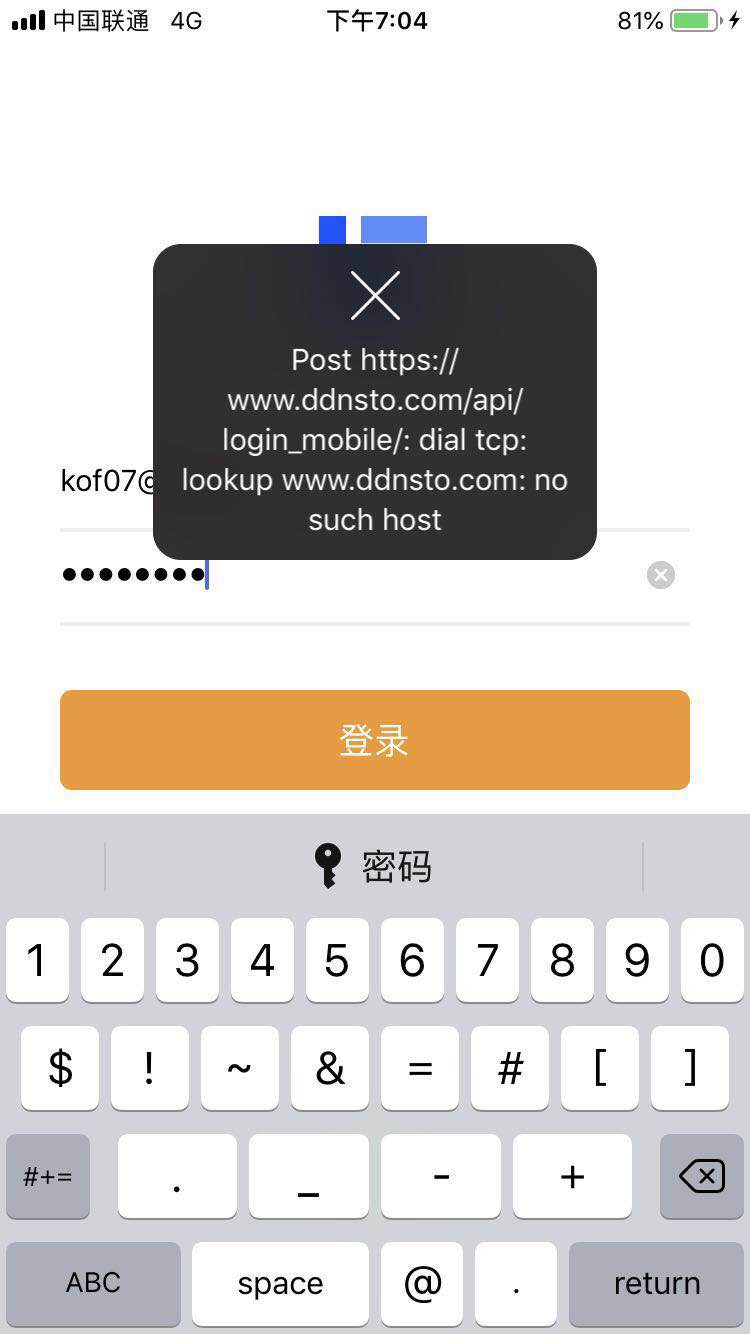 中国联通 4G 下午7:04 81%
Post https://
www.ddnsto.com/api/
login_mobile/: dial tcp:
lookup www.ddnsto.com: no
such host
kof07@
登录
密码
1 2 3 4 5 6 7 8 9 0
$ ! ~ & = # [ ]
#+= . _ - +
ABC space @ . return